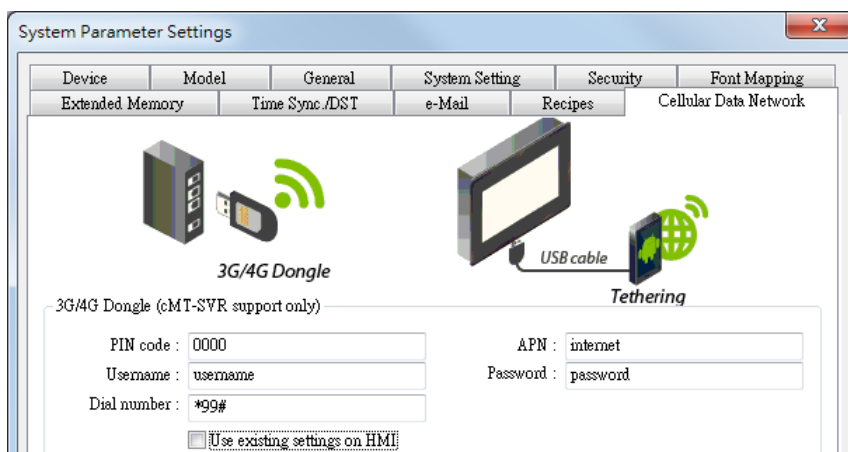 System Parameter Settings
Device Model General System Setting Security Font Mapping
Extended Memory Time Sync./DST e-Mail Recipes Cellular Data Network
3G/4G Dongle
USB cable
Tethering
3G/4G Dongle (cMT-SVR support only)
PIN code : 0000 APN : internet
Username : username Password : password
Dial number : *99#
Use existing settings on HMI